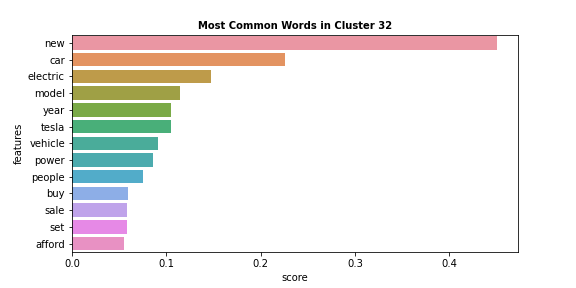 Most Common Words in Cluster 32
new
car
electric
model
year
tesla
vehicle
power
people
buy
sale
set
afford
features
0.0 0.1 0.2 0.3 0.4
score